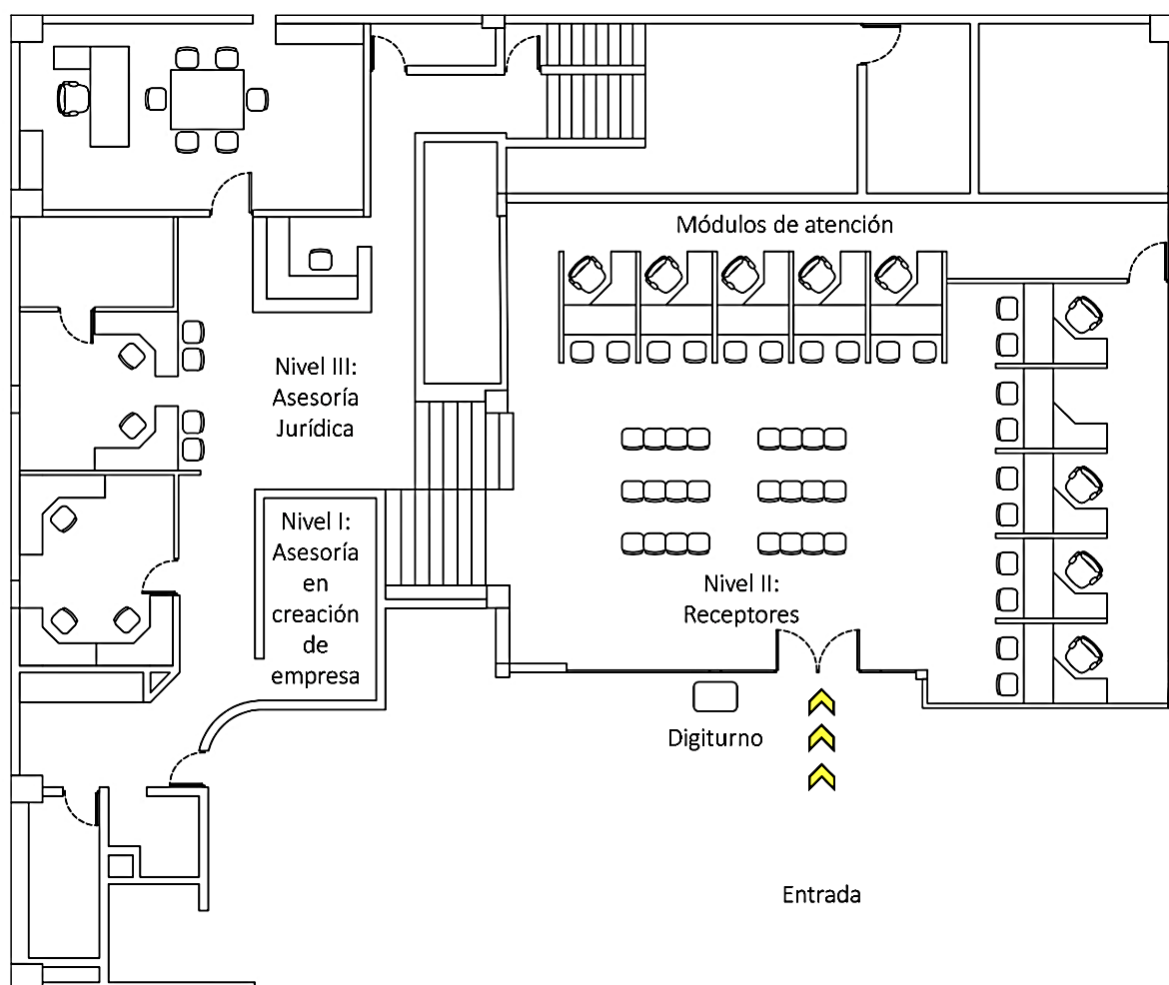 Módulos de atención
Nivel III:
Asesoría
Jurídica
Nivel I:
Asesoría
en
creación
de
empresa
Nivel II:
Receptores
Digiturno
Entrada